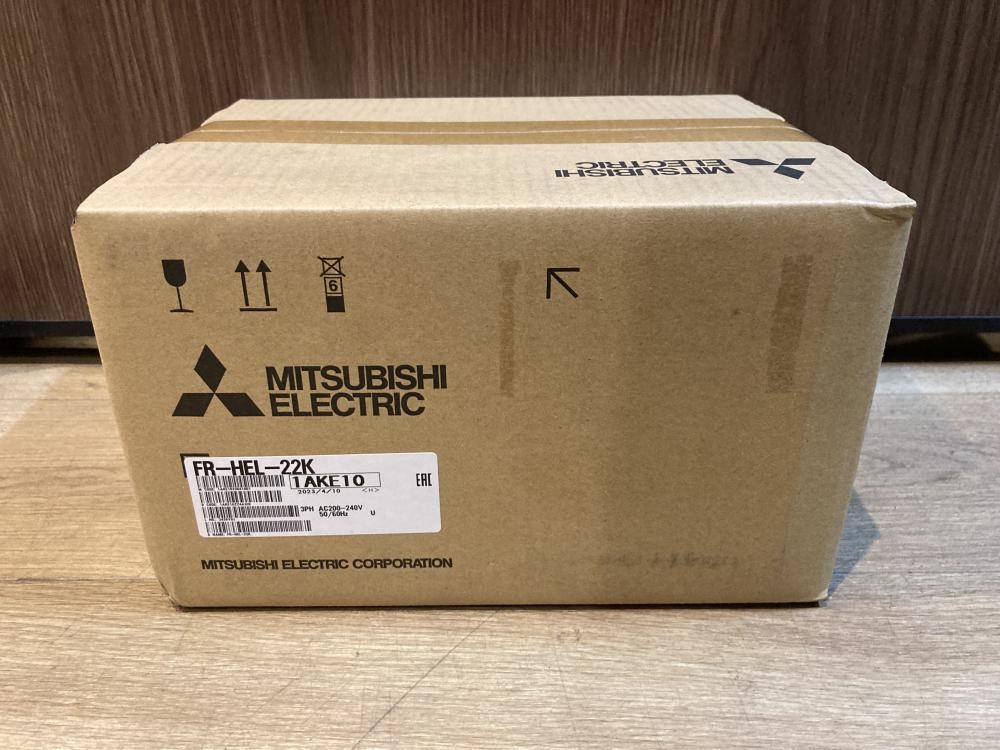 MITSUBISHI
ELECTRIC
6
MITSUBISHI
ELECTRIC
FR-HEL-22K
1AKE10
2023/4/10 <H>
EAC
3PH AC200-240V
50/60Hz U
MITSUBISHI ELECTRIC CORPORATION